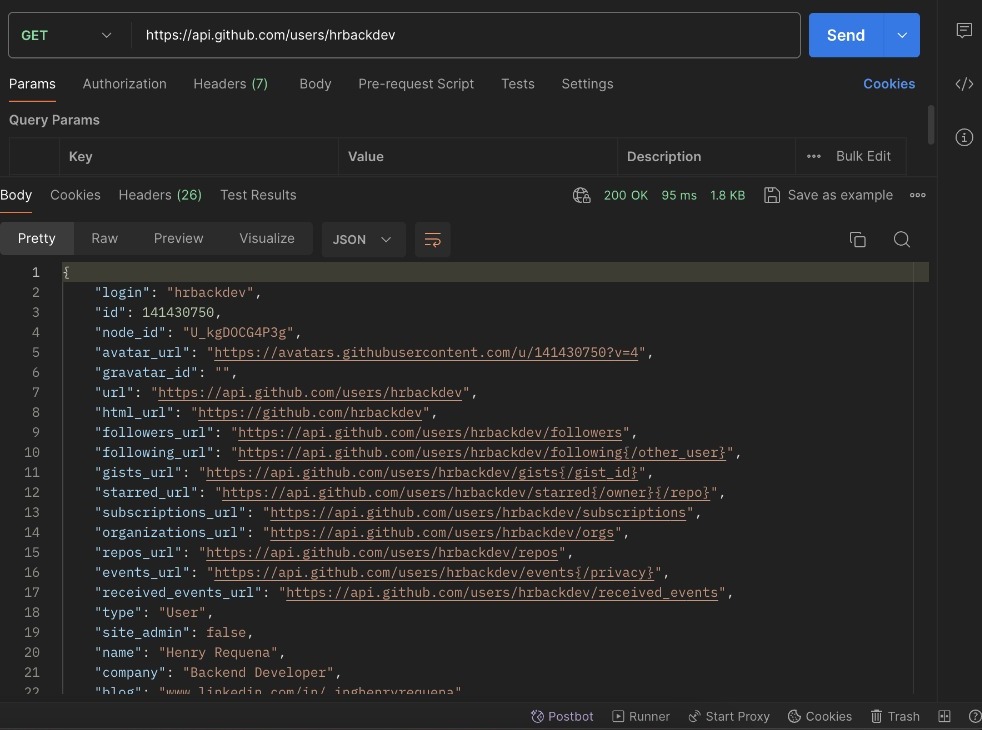 GET https://api.github.com/users/hrbackdev Send
Params Authorization Headers (7) Body Pre-request Script Tests Settings Cookies
Query Params
Key Value Description Bulk Edit
Body Cookies Headers (26) Test Results 200 OK 95 ms 1.8 KB Save as example
Pretty Raw Preview Visualize JSON
1 {
2 "login": "hrbackdev",
3 "id": 141430750,
4 "node_id": "U_kgDOCG4P3g",
5 "avatar_url": "https://avatars.githubusercontent.com/u/141430750?v=4",
6 "gravatar_id": "",
7 "url": "https://api.github.com/users/hrbackdev",
8 "html_url": "https://github.com/hrbackdev",
9 "followers_url": "https://api.github.com/users/hrbackdev/followers",
10 "following_url": "https://api.github.com/users/hrbackdev/following{/other_user}",
11 "gists_url": "https://api.github.com/users/hrbackdev/gists{/gist_id}",
12 "starred_url": "https://api.github.com/users/hrbackdev/starred{/owner}{/repo}",
13 "subscriptions_url": "https://api.github.com/users/hrbackdev/subscriptions",
14 "organizations_url": "https://api.github.com/users/hrbackdev/orgs",
15 "repos_url": "https://api.github.com/users/hrbackdev/repos",
16 "events_url": "https://api.github.com/users/hrbackdev/events{/privacy}",
17 "received_events_url": "https://api.github.com/users/hrbackdev/received_events",
18 "type": "User",
19 "site_admin": false,
20 "name": "Henry Requena",
21 "company": "Backend Developer",
22 "blog": "www.linkedin.com/in/
Postbot Runner Start Proxy Cookies Trash